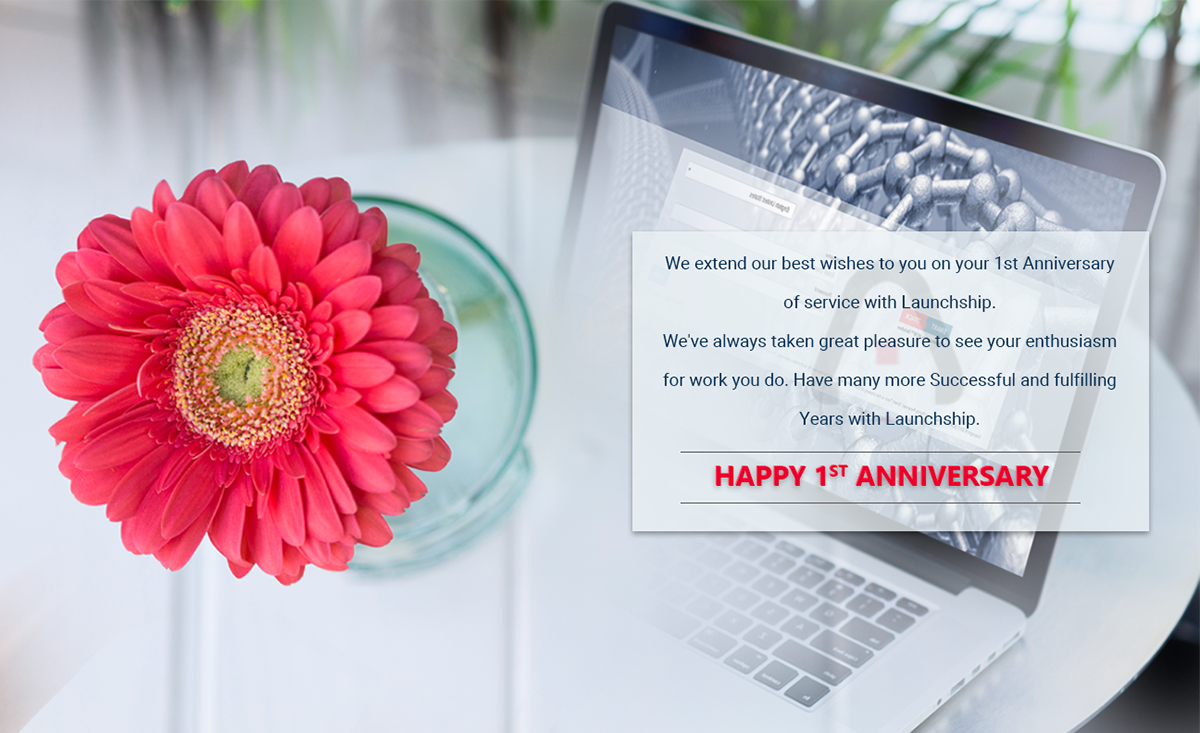 We extend our best wishes to you on your 1st Anniversary
of service with Launchship.
We've always taken great pleasure to see your enthusiasm
for work you do. Have many more Successful and fulfilling
Years with Launchship.
HAPPY 1ST ANNIVERSARY